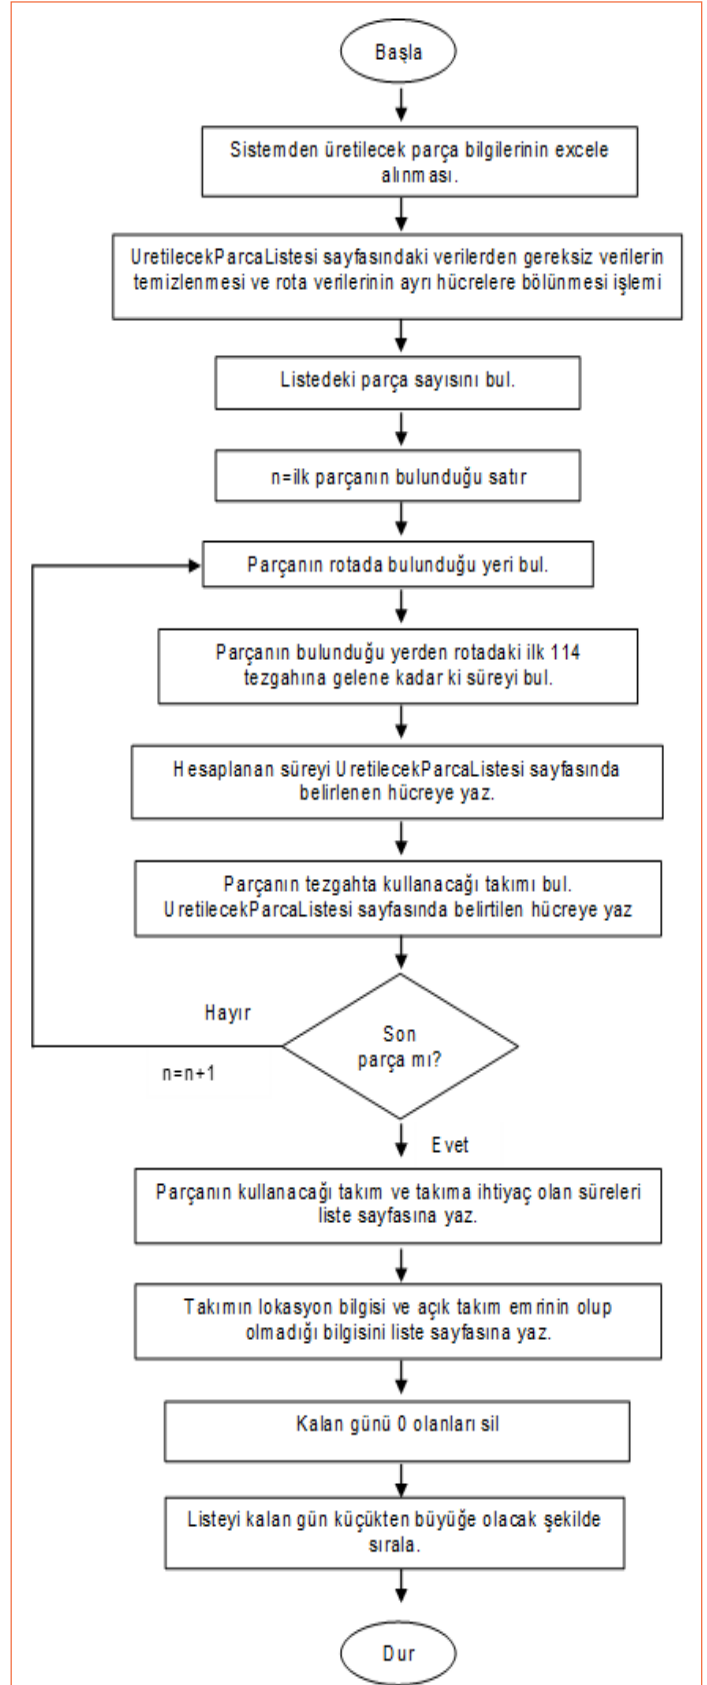 Başla
Sistemden üretilecek parça bilgilerinin excele
alınması.
UretilecekParcaListesi sayfasındaki verilerden gereksiz verilerin
temizlenmesi ve rota verilerinin ayrı hücrelere bölünmesi işlemi
Listedeki parça sayısını bul.
n=ilk parçanın bulunduğu satır
Parçanın rotada bulunduğu yeri bul.
Parçanın bulunduğu yerden rotadaki ilk 114
tezgahına gelene kadar ki süreyi bul.
Hesaplanan süreyi UretilecekParcaListesi sayfasında
belirlenen hücreye yaz.
Parçanın tezgahta kullanacağı takımı bul.
UretilecekParcaListesi sayfasında belirtilen hücreye yaz
Hayır
Son
parça mı?
n=n+1
Evet
Parçanın kullanacağı takım ve takıma ihtiyaç olan süreleri
liste sayfasına yaz.
Takımın lokasyon bilgisi ve açık takım emrinin olup
olmadığı bilgisini liste sayfasına yaz.
Kalan günü 0 olanları sil
Listeyi kalan gün küçükten büyüğe olacak şekilde
sırala.
Dur